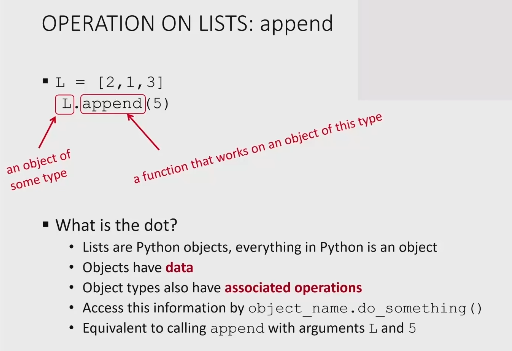 OPERATION ON LISTS: append
▪ L = [2,1,3]
L.append(5)
an object of
some type
a function that works on an object of this type
▪ What is the dot?
• Lists are Python objects, everything in Python is an object
• Objects have data
• Object types also have associated operations
• Access this information by object_name.do_something()
• Equivalent to calling append with arguments L and 5